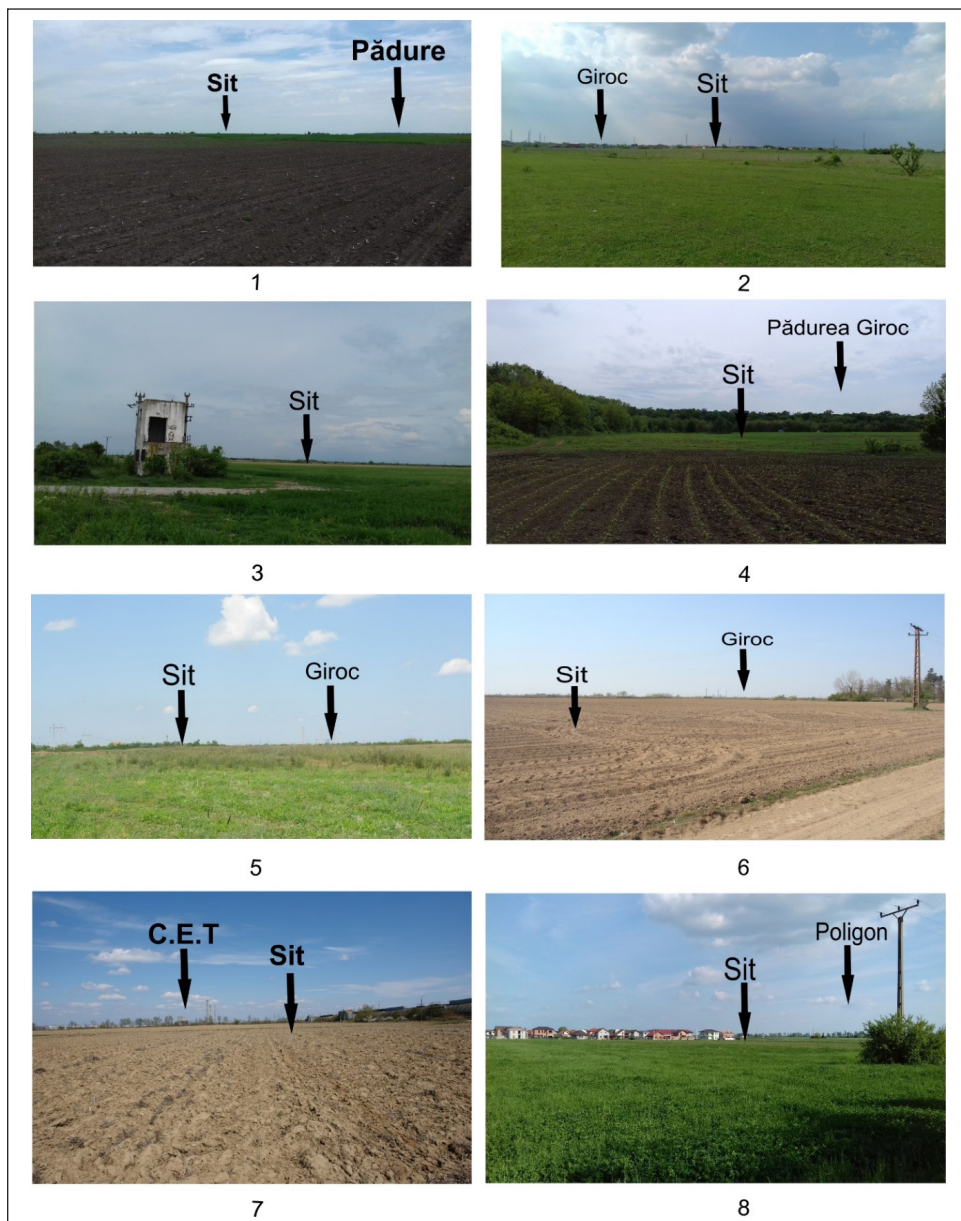 Sit
Pădure
1
Giroc
Sit
2
Sit
3
Sit
Pădurea Giroc
4
Sit
Giroc
5
Sit
Giroc
6
C.E.T
Sit
7
Sit
Poligon
8